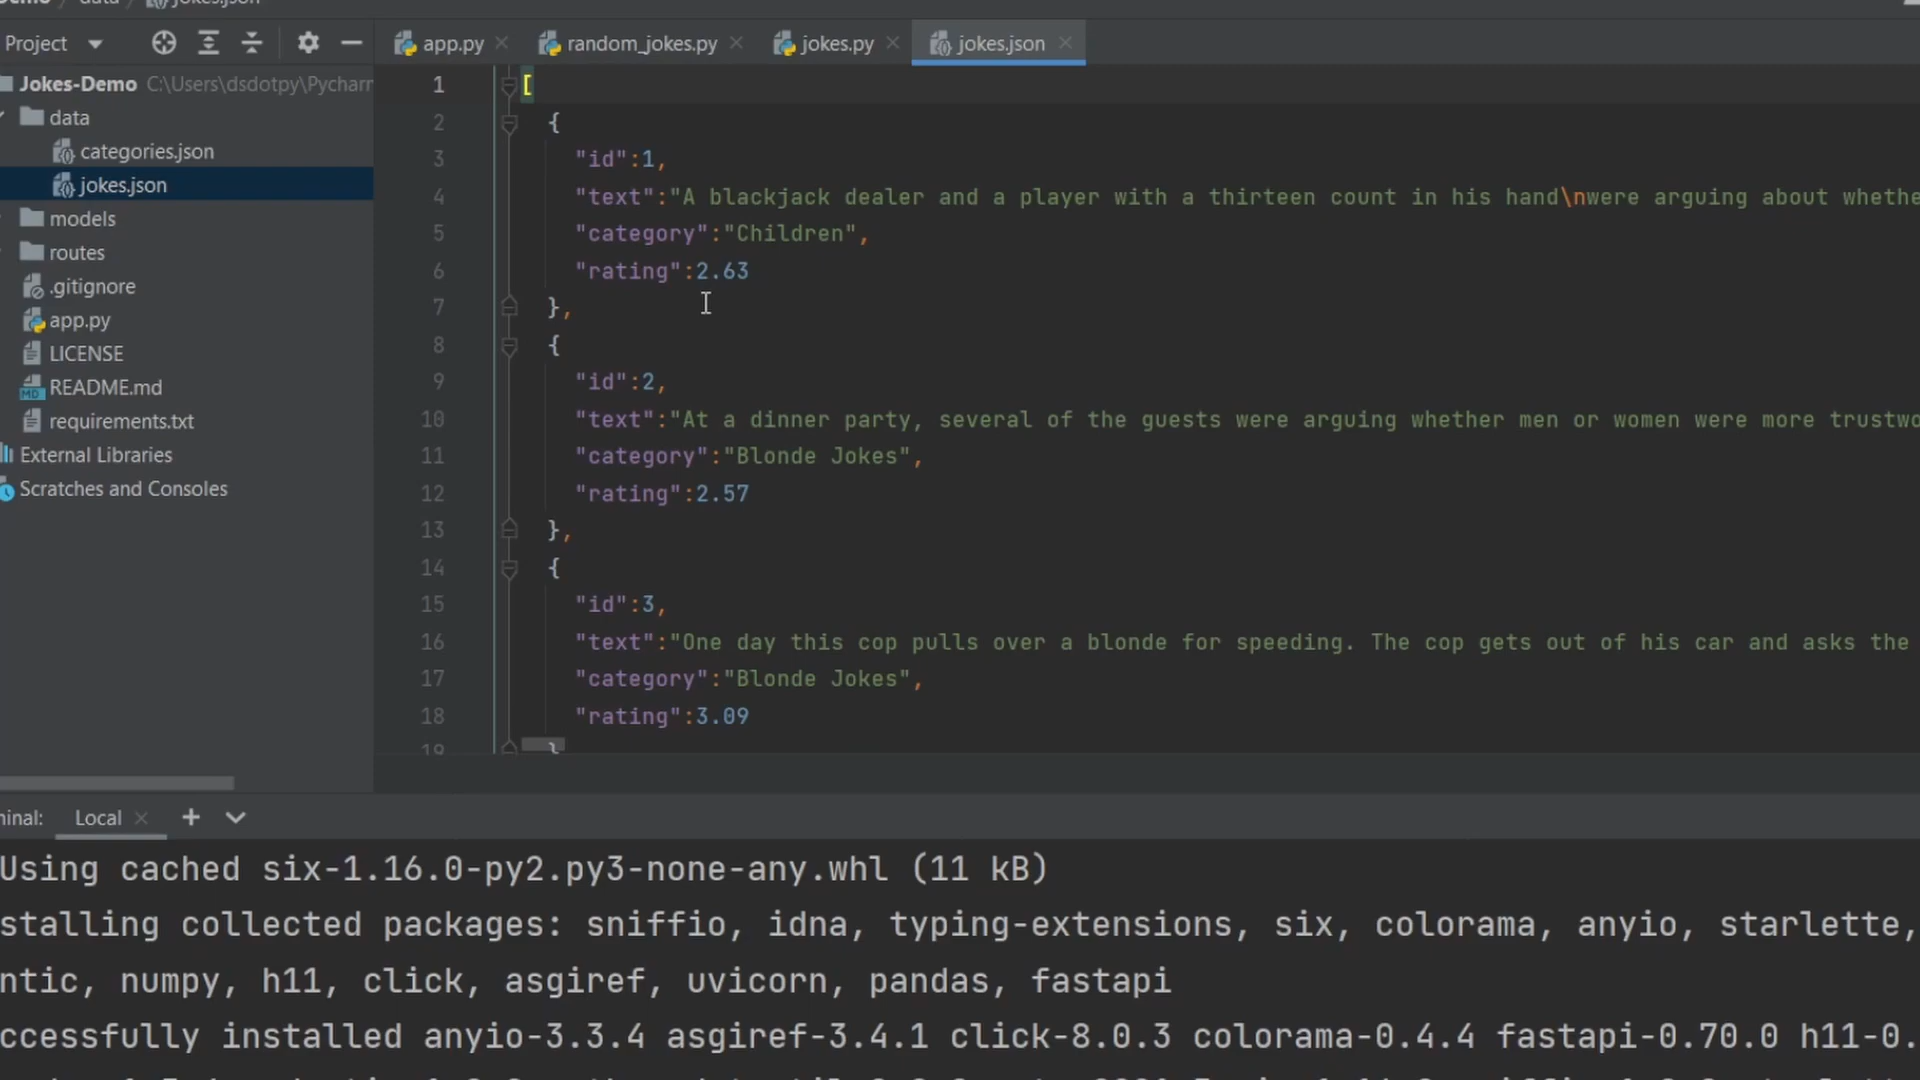 data
jokes.json
Project
app.py
random_jokes.py
jokes.py
jokes.json
Jokes-Demo C:\Users\dsdotpy\Pycharm
data
categories.json
jokes.json
models
routes
.gitignore
app.py
LICENSE
README.md
requirements.txt
External Libraries
Scratches and Consoles
1 [
2 {
3 "id":1,
4 "text":"A blackjack dealer and a player with a thirteen count in his hand\nwere arguing about whethe
5 "category":"Children",
6 "rating":2.63
7 },
8 {
9 "id":2,
10 "text":"At a dinner party, several of the guests were arguing whether men or women were more trustwo
11 "category":"Blonde Jokes",
12 "rating":2.57
13 },
14 {
15 "id":3,
16 "text":"One day this cop pulls over a blonde for speeding. The cop gets out of his car and asks the
17 "category":"Blonde Jokes",
18 "rating":3.09
19 }
minal: Local
Using cached six-1.16.0-py2.py3-none-any.whl (11 kB)
stalling collected packages: sniffio, idna, typing-extensions, six, colorama, anyio, starlette,
ntic, numpy, h11, click, asgiref, uvicorn, pandas, fastapi
ccessfully installed anyio-3.3.4 asgiref-3.4.1 click-8.0.3 colorama-0.4.4 fastapi-0.70.0 h11-0.